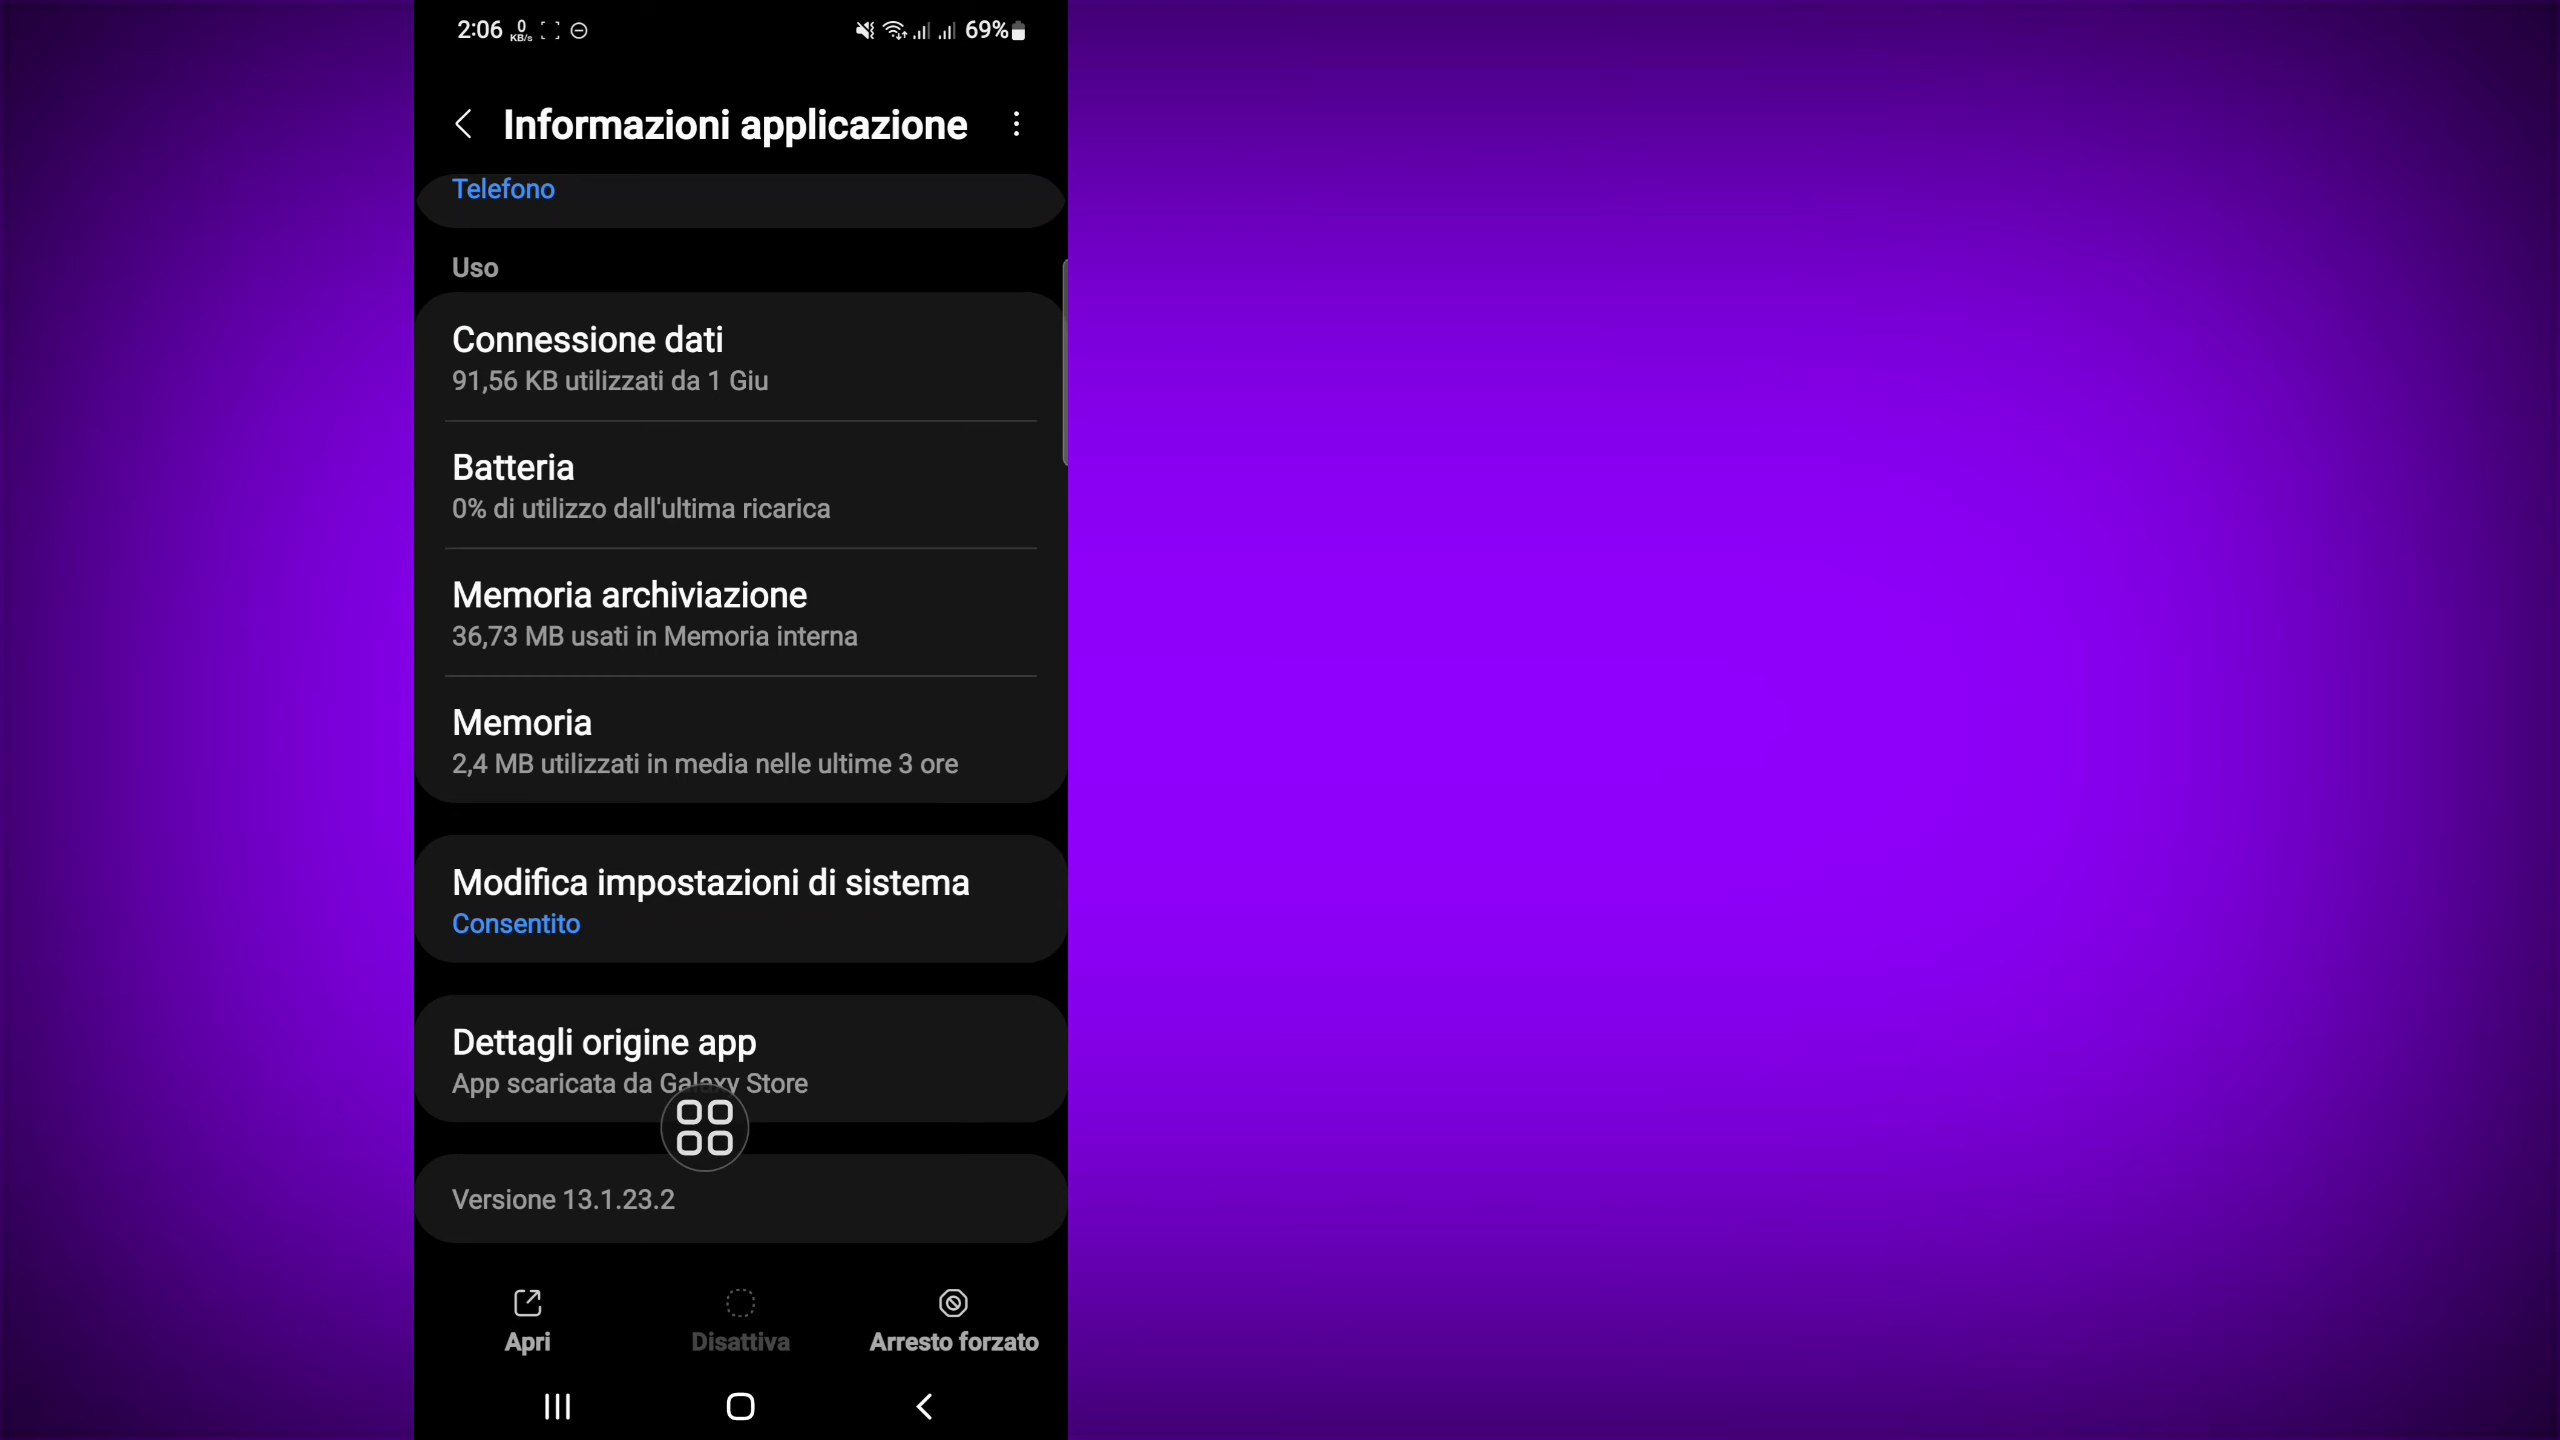 2:06 0 KB/s 69%
Informazioni applicazione
Telefono
Uso
Connessione dati
91,56 KB utilizzati da 1 Giu
Batteria
0% di utilizzo dall'ultima ricarica
Memoria archiviazione
36,73 MB usati in Memoria interna
Memoria
2,4 MB utilizzati in media nelle ultime 3 ore
Modifica impostazioni di sistema
Consentito
Dettagli origine app
App scaricata da Galaxy Store
Versione 13.1.23.2
Apri Disattiva Arresto forzato